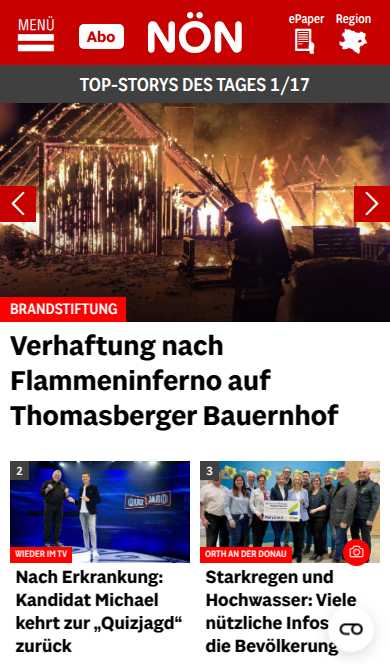 MENÜ
Abo
NÖN
ePaper
Region
TOP-STORYS DES TAGES 1/17
BRANDSTIFTUNG
Verhaftung nach
Flammeninferno auf
Thomasberger Bauernhof
2
QUIZ JAGD
WIEDER IM TV
Nach Erkrankung:
Kandidat Michael
kehrt zur „Quizjagd“
zurück
3
ORTH AN DER DONAU
Starkregen und
Hochwasser: Viele
nützliche Infos
die Bevölkerung